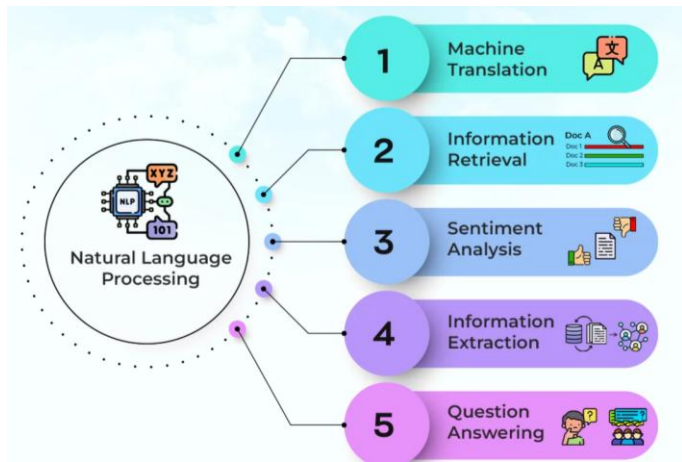 XYZ
NLP
101
Natural Language
Processing
1
Machine
Translation
文
A
2
Information
Retrieval
Doc A
Doc 1
Doc 2
Doc 3
3
Sentiment
Analysis
4
Information
Extraction
5
Question
Answering
?
?